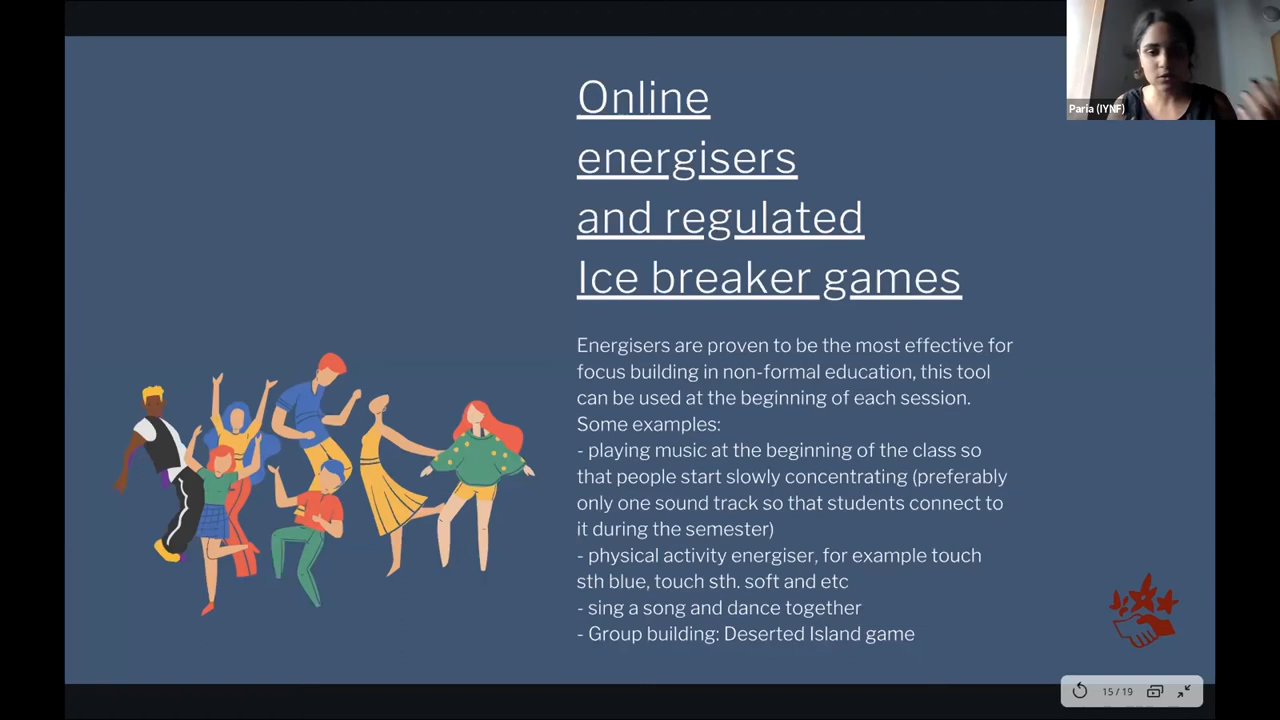 Online
energisers
and regulated
Ice breaker games
Energisers are proven to be the most effective for
focus building in non-formal education, this tool
can be used at the beginning of each session.
Some examples:
- playing music at the beginning of the class so
that people start slowly concentrating (preferably
only one sound track so that students connect to
it during the semester)
- physical activity energiser, for example touch
sth blue, touch sth. soft and etc
- sing a song and dance together
- Group building: Deserted Island game
Paria (IYNF)
15 / 19